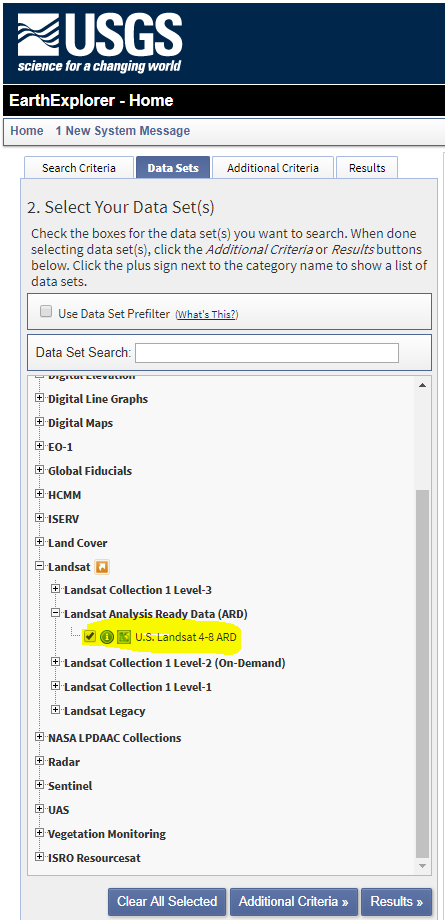 USGS
science for a changing world
EarthExplorer - Home
Home 1 New System Message
Search Criteria Data Sets Additional Criteria Results
2. Select Your Data Set(s)
Check the boxes for the data set(s) you want to search. When done
selecting data set(s), click the Additional Criteria or Results buttons
below. Click the plus sign next to the category name to show a list of
data sets.
Use Data Set Prefilter (What's This?)
Data Set Search:
Digital Elevation
Digital Line Graphs
Digital Maps
EO-1
Global Fiducials
HCMM
ISERV
Land Cover
Landsat
Landsat Collection 1 Level-3
Landsat Analysis Ready Data (ARD)
U.S. Landsat 4-8 ARD
Landsat Collection 1 Level-2 (On-Demand)
Landsat Collection 1 Level-1
Landsat Legacy
NASA LPDAAC Collections
Radar
Sentinel
UAS
Vegetation Monitoring
ISRO Resourcesat
Clear All Selected Additional Criteria » Results »